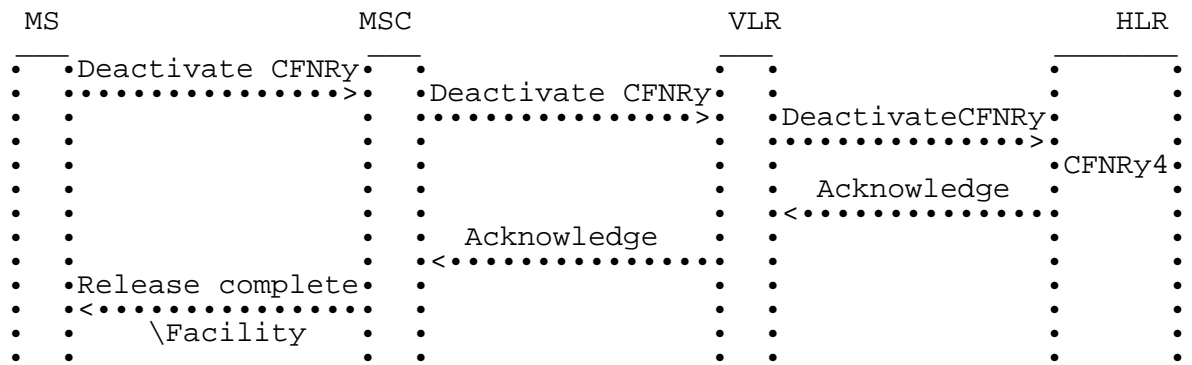 MS MSC VLR HLR
Deactivate CFNRy
Deactivate CFNRy
DeactivateCFNRy
CFNRy4
Acknowledge
Acknowledge
Release complete
\Facility